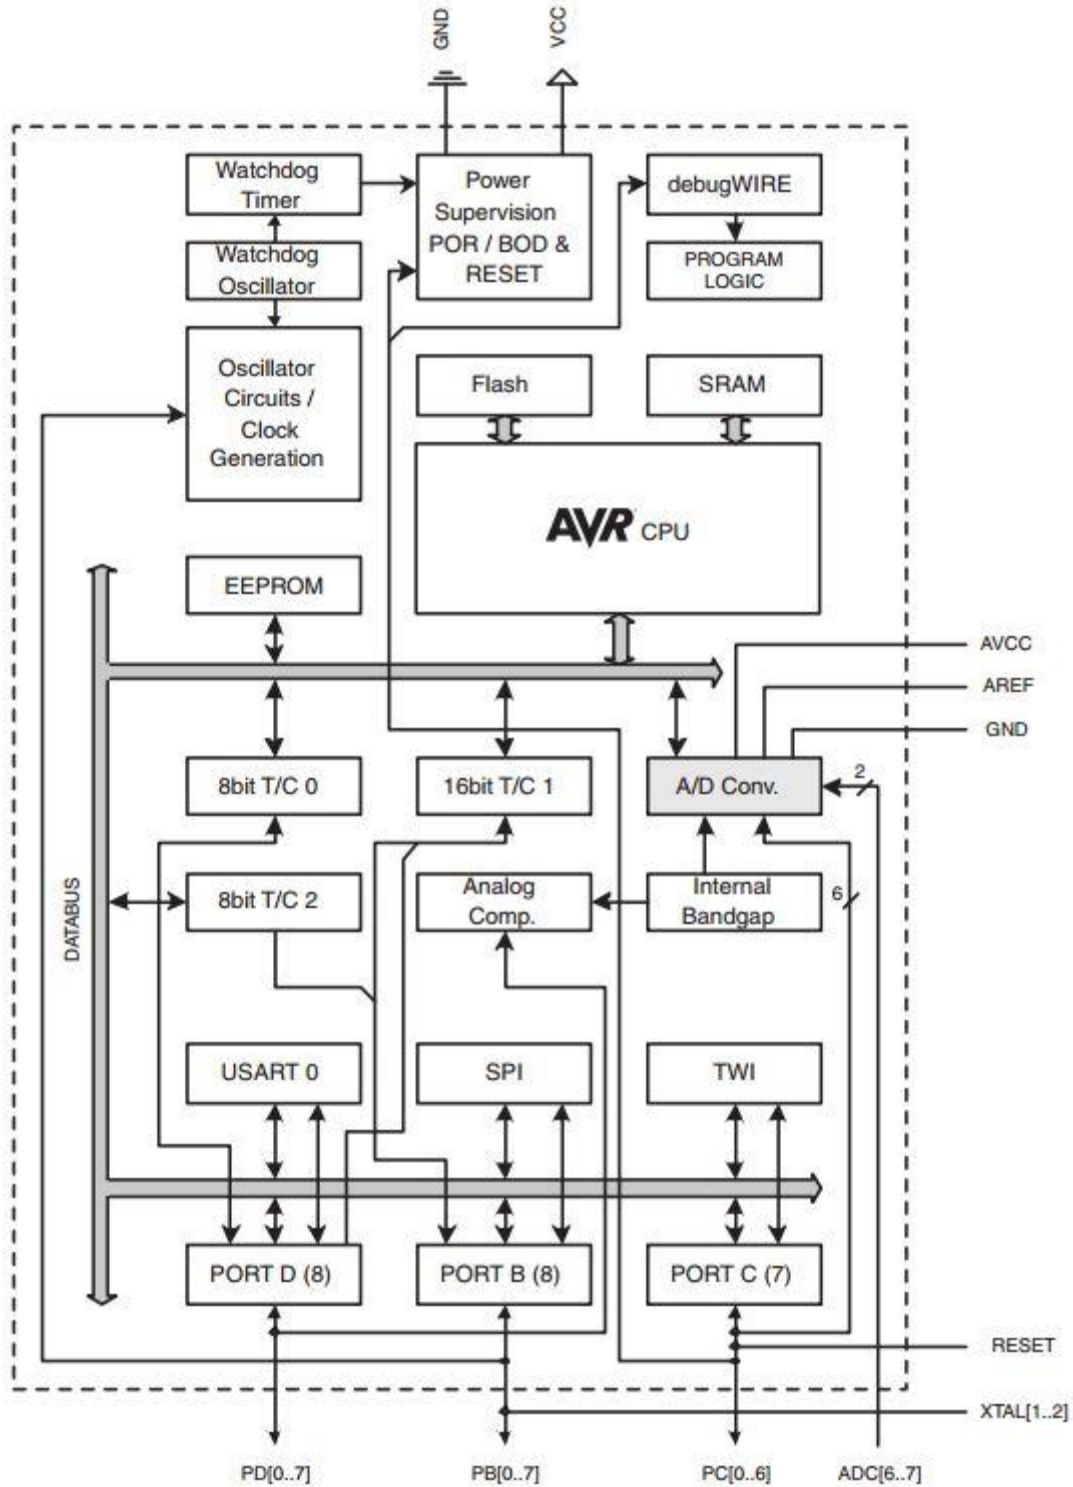 GND
VCC
Watchdog
Timer
Power
Supervision
POR / BOD &
RESET
debugWIRE
Watchdog
Oscillator
PROGRAM
LOGIC
Oscillator
Circuits /
Clock
Generation
Flash
SRAM
AVR CPU
EEPROM
AVCC
AREF
GND
8bit T/C 0
16bit T/C 1
A/D Conv.
2
DATABUS
8bit T/C 2
Analog
Comp.
Internal
Bandgap
6
USART 0
SPI
TWI
PORT D (8)
PORT B (8)
PORT C (7)
RESET
XTAL[1..2]
PD[0..7]
PB[0..7]
PC[0..6]
ADC[6..7]